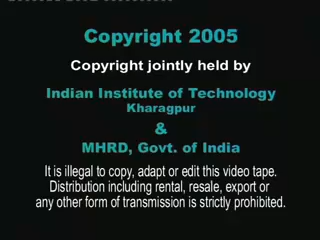 Copyright 2005
Copyright jointly held by
Indian Institute of Technology
Kharagpur
&
MHRD, Govt. of India
It is illegal to copy, adapt or edit this video tape.
Distribution including rental, resale, export or
any other form of transmission is strictly prohibited.